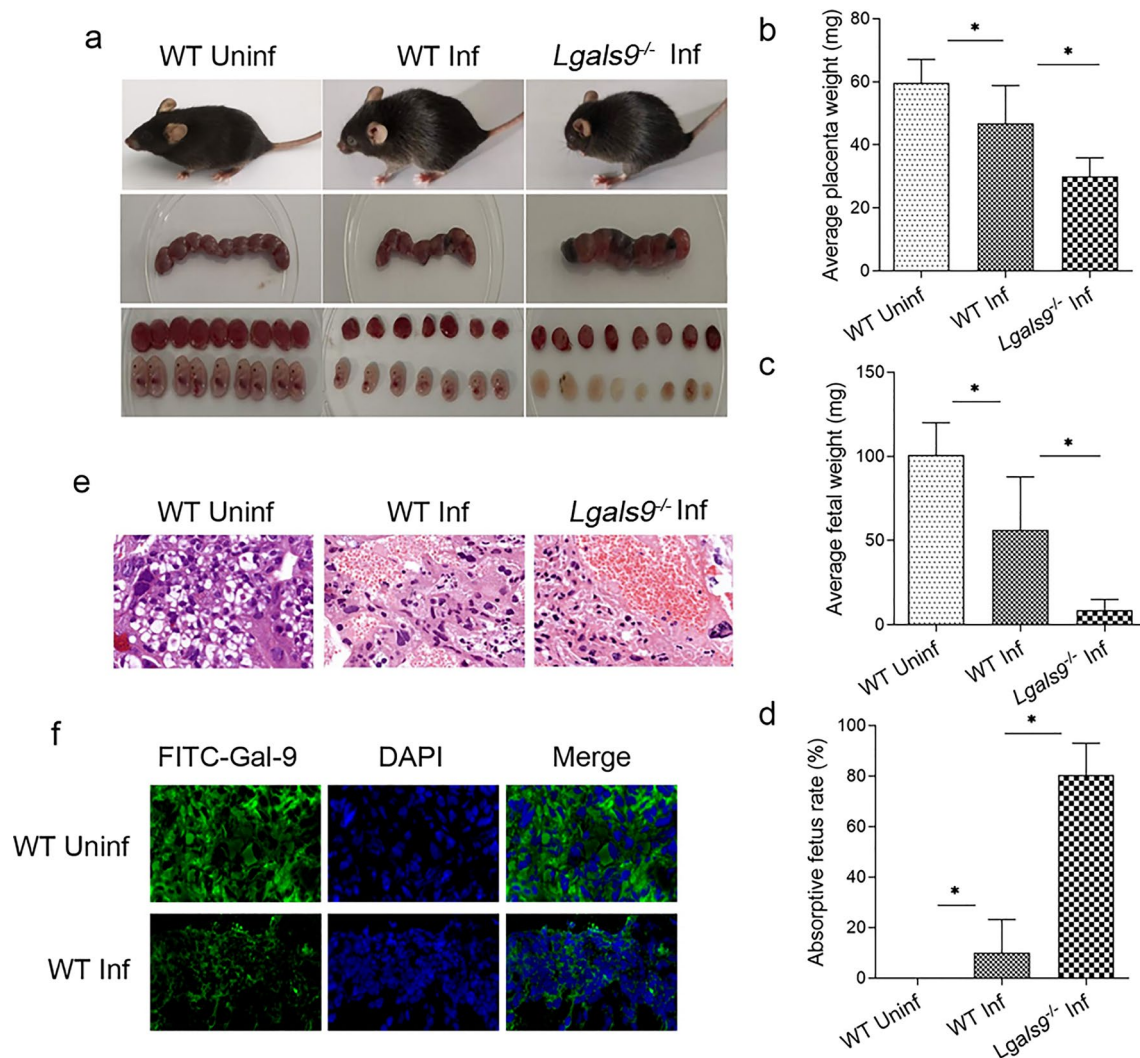 a
WT Uninf WT Inf Lgals9-/- Inf
b
Average placenta weight (mg)
80
60
40
20
0
* *
WT Uninf WT Inf Lgals9-/- Inf
c
Average fetal weight (mg)
150
100
50
0
* *
WT Uninf WT Inf Lgals9-/- Inf
d
Absorptive fetus rate (%)
100
80
60
40
20
0
* *
WT Uninf WT Inf Lgals9-/- Inf
e
WT Uninf WT Inf Lgals9-/- Inf
f
FITC-Gal-9 DAPI Merge
WT Uninf
WT Inf